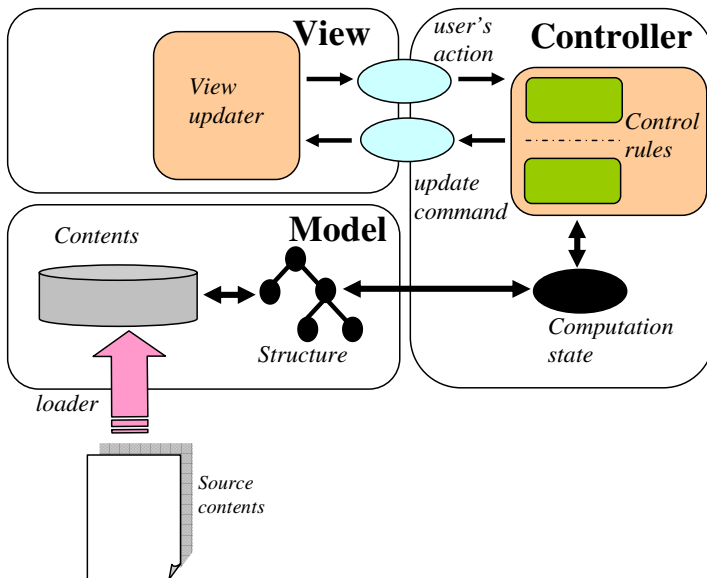 View
user's
action
Controller
View
updater
Control
rules
update
command
Contents
Model
Structure
Computation
state
loader
Source
contents